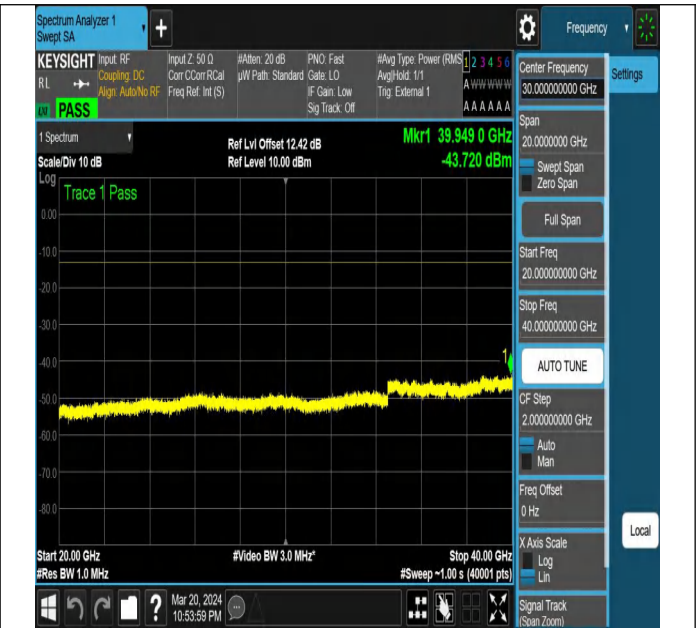 Spectrum Analyzer 1
Swept SA
+
Frequency
KEYSIGHT
Input: RF
Coupling: DC
Align: Auto/No RF
Input Z: 50 Ω
Corr CCorr RCal
Freq Ref: Int (S)
#Atten: 20 dB
µW Path: Standard
PNO: Fast
Gate: LO
IF Gain: Low
Sig Track: Off
#Avg Type: Power (RMS
Avg|Hold: 1/1
Trig: External 1
1 2 3 4 5 6
A W W W W W
A A A A A A
RL
PASS
1 Spectrum
Scale/Div 10 dB
Log
Ref Lvl Offset 12.42 dB
Ref Level 10.00 dBm
Mkr1 39.949 0 GHz
-43.720 dBm
Trace 1 Pass
0.00
-10.0
-20.0
-30.0
-40.0
-50.0
-60.0
-70.0
-80.0
1
Start 20.00 GHz
#Res BW 1.0 MHz
#Video BW 3.0 MHz*
Stop 40.00 GHz
#Sweep ~1.00 s (40001 pts)
?
Mar 20, 2024
10:53:59 PM
Center Frequency
30.000000000 GHz
Settings
Span
20.0000000 GHz
Swept Span
Zero Span
Full Span
Start Freq
20.000000000 GHz
Stop Freq
40.000000000 GHz
AUTO TUNE
CF Step
2.000000000 GHz
Auto
Man
Freq Offset
0 Hz
X Axis Scale
Log
Lin
Local
Signal Track
(Span Zoom)